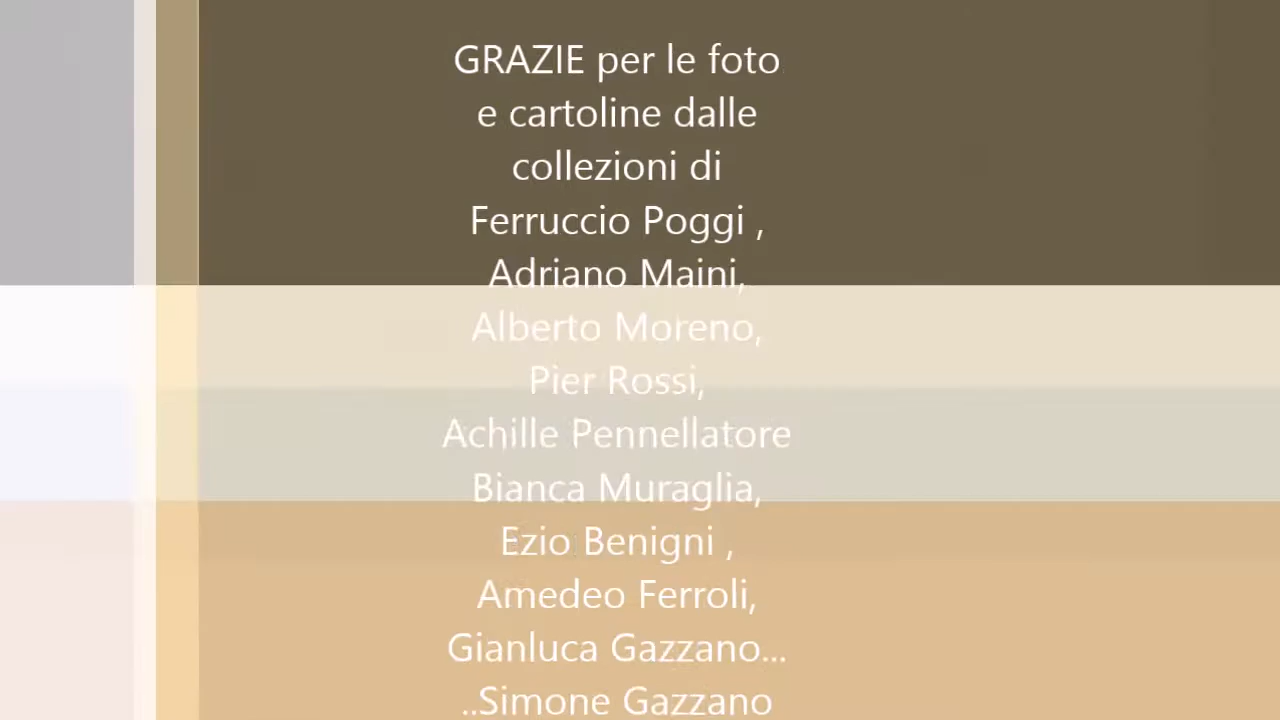 GRAZIE per le foto
e cartoline dalle
collezioni di
Ferruccio Poggi ,
Adriano Maini,
Alberto Moreno,
Pier Rossi,
Achille Pennellatore
Bianca Muraglia,
Ezio Benigni ,
Amedeo Ferroli,
Gianluca Gazzano...
..Simone Gazzano